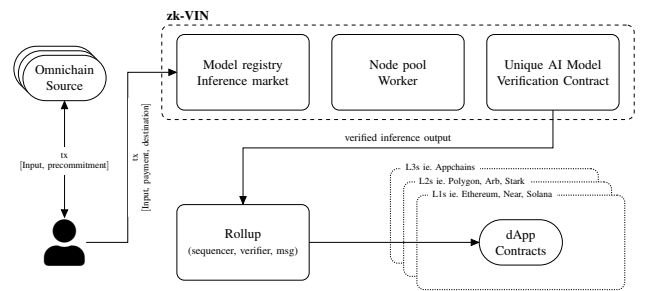 zk-VIN
Omnichain
Source
Model registry
Inference market
Node pool
Worker
Unique AI Model
Verification Contract
tx
[Input, precommitment]
tx
[Input, payment, destination]
verified inference output
L3s ie. Appchains
L2s ie. Polygon, Arb, Stark
L1s ie. Ethereum, Near, Solana
Rollup
(sequencer, verifier, msg)
dApp
Contracts